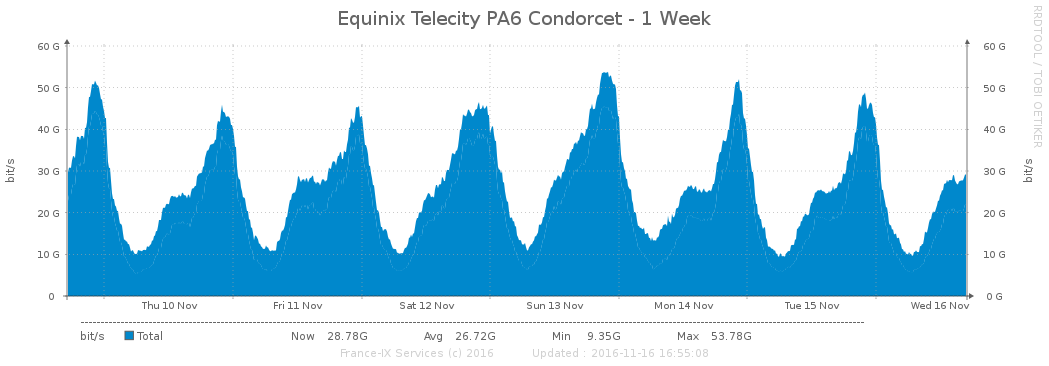 Equinix Telecity PA6 Condorcet - 1 Week
RRDTOOL / TOBI OETIKER
60 G 60 G
50 G 50 G
40 G 40 G
30 G 30 G
20 G 20 G
10 G 10 G
0 0 G
bit/s
bit/s
Thu 10 Nov Fri 11 Nov Sat 12 Nov Sun 13 Nov Mon 14 Nov Tue 15 Nov Wed 16 Nov
bit/s Total Now 28.78G Avg 26.72G Min 9.35G Max 53.78G
France-IX Services (c) 2016 Updated : 2016-11-16 16:55:08